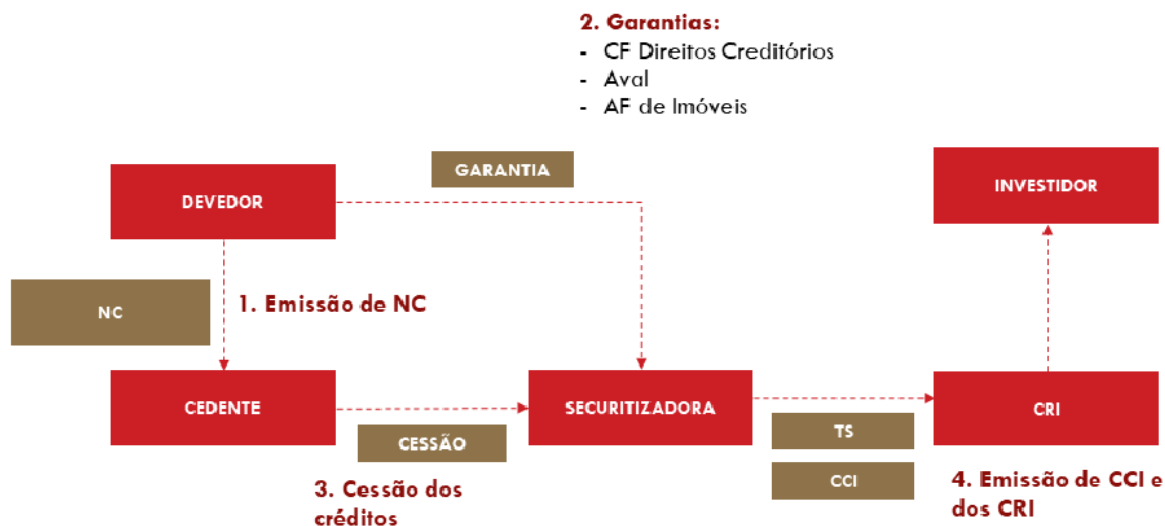 2. Garantias:
- CF Direitos Creditórios
- Aval
- AF de Imóveis
GARANTIA
DEVEDOR
INVESTIDOR
NC
1. Emissão de NC
CEDENTE
SECURITIZADORA
CRI
CESSÃO
TS
CCI
3. Cessão dos
créditos
4. Emissão de CCI e
dos CRI